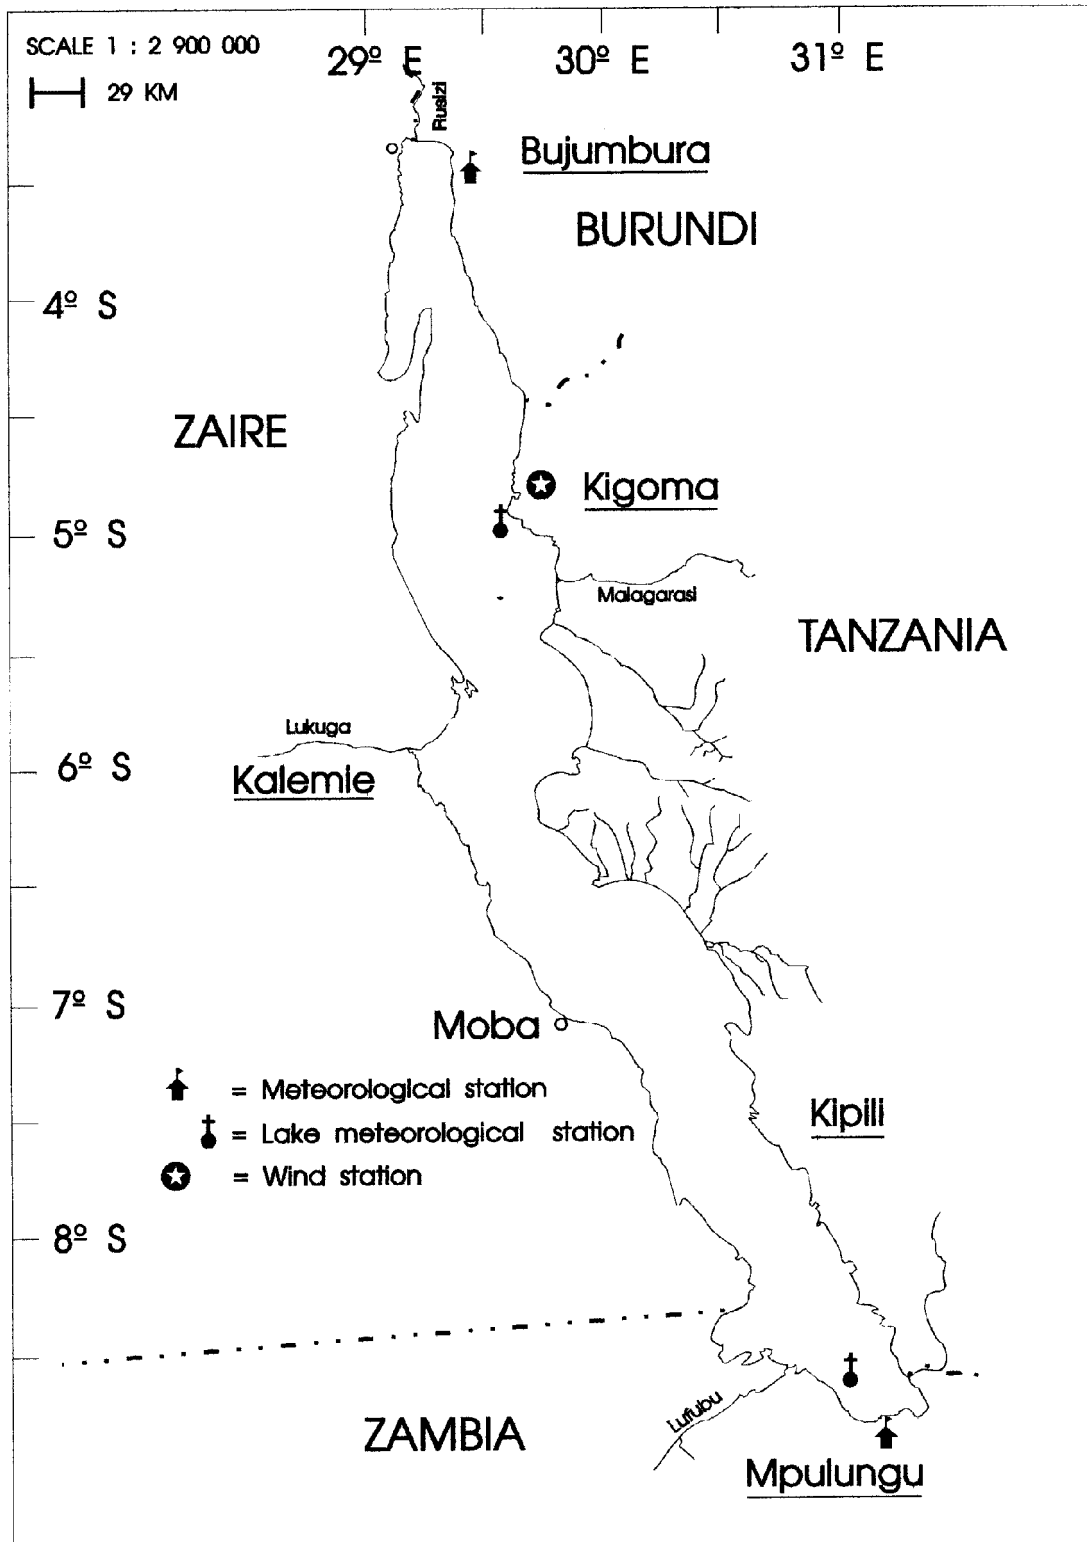 SCALE 1 : 2 900 000
29º E
30º E
31º E
29 KM
Rusizi
Bujumbura
BURUNDI
4º S
ZAIRE
Kigoma
5º S
Malagarasi
TANZANIA
Lukuga
6º S
Kalemie
7º S
Moba
= Meteorological station
Kipili
= Lake meteorological station
= Wind station
8º S
Lufubu
ZAMBIA
Mpulungu